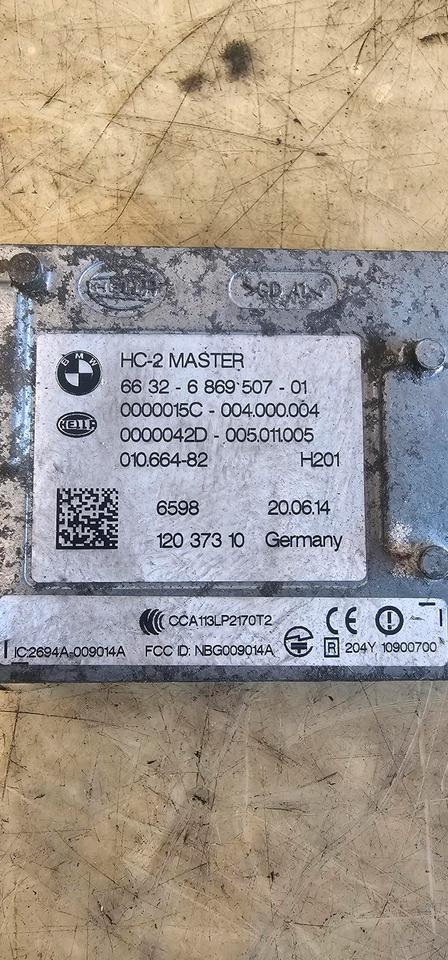 HELLA
>GD AL<
BMW
HC-2 MASTER
66 32 - 6 869 507 - 01
0000015C - 004.000.004
HELLA
0000042D - 005.011.005
010.664-82 H201
6598 20.06.14
120 373 10 Germany
CCA113LP2170T2
CE
IC:2694A-009014A FCC ID: NBG009014A R 204Y 10900700